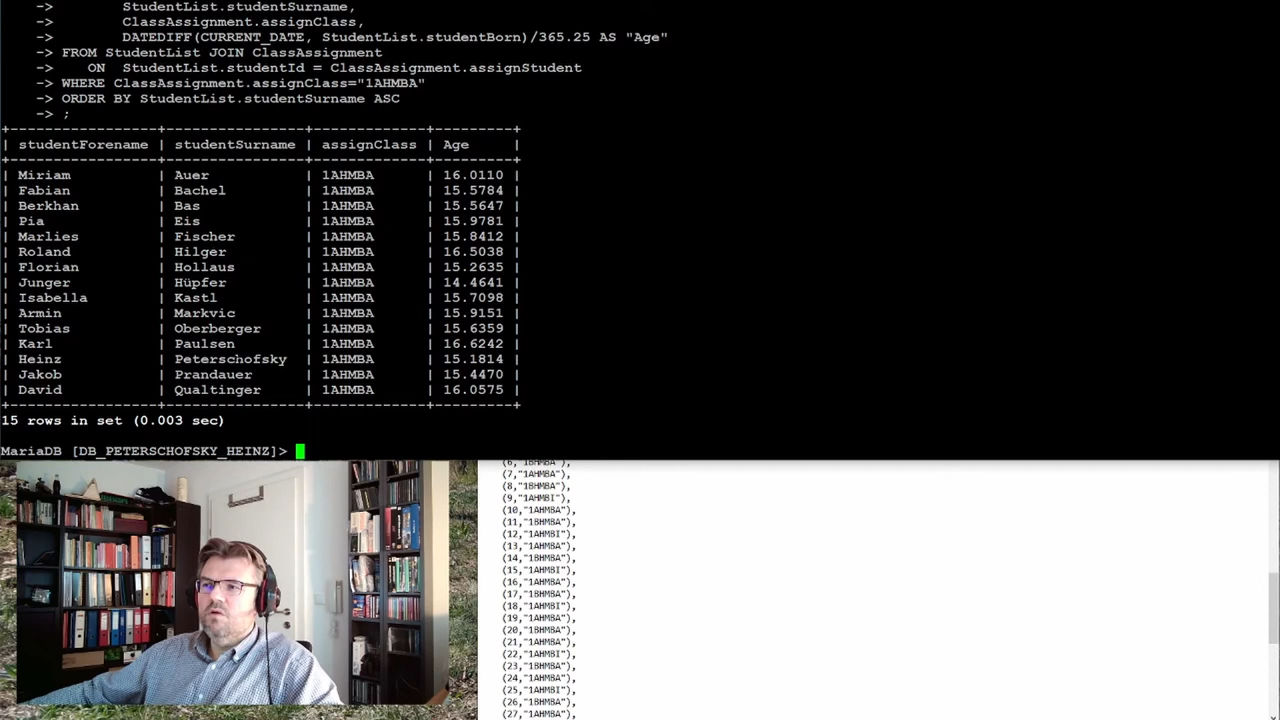 -> StudentList.studentSurname,
-> ClassAssignment.assignClass,
-> DATEDIFF(CURRENT_DATE, StudentList.studentBorn)/365.25 AS "Age"
-> FROM StudentList JOIN ClassAssignment
-> ON StudentList.studentId = ClassAssignment.assignStudent
-> WHERE ClassAssignment.assignClass="1AHMBA"
-> ORDER BY StudentList.studentSurname ASC
-> ;
| studentForename | studentSurname | assignClass | Age |
| Miriam | Auer | 1AHMBA | 16.0110 |
| Fabian | Bachel | 1AHMBA | 15.5784 |
| Berkhan | Bas | 1AHMBA | 15.5647 |
| Pia | Eis | 1AHMBA | 15.9781 |
| Marlies | Fischer | 1AHMBA | 15.8412 |
| Roland | Hilger | 1AHMBA | 16.5038 |
| Florian | Hollaus | 1AHMBA | 15.2635 |
| Junger | Hüpfer | 1AHMBA | 14.4641 |
| Isabella | Kastl | 1AHMBA | 15.7098 |
| Armin | Markvic | 1AHMBA | 15.9151 |
| Tobias | Oberberger | 1AHMBA | 15.6359 |
| Karl | Paulsen | 1AHMBA | 16.6242 |
| Heinz | Peterschofsky | 1AHMBA | 15.1814 |
| Jakob | Prandauer | 1AHMBA | 15.4470 |
| David | Qualtinger | 1AHMBA | 16.0575 |
15 rows in set (0.003 sec)
MariaDB [DB_PETERSCHOFSKY_HEINZ]>
(6,"1BHMBA"),
(7,"1AHMBA"),
(8,"1BHMBA"),
(9,"1AHMBI"),
(10,"1AHMBA"),
(11,"1BHMBA"),
(12,"1AHMBI"),
(13,"1AHMBA"),
(14,"1BHMBA"),
(15,"1AHMBI"),
(16,"1AHMBA"),
(17,"1BHMBA"),
(18,"1AHMBI"),
(19,"1AHMBA"),
(20,"1BHMBA"),
(21,"1AHMBA"),
(22,"1AHMBI"),
(23,"1BHMBA"),
(24,"1AHMBA"),
(25,"1AHMBI"),
(26,"1BHMBA"),
(27,"1AHMBA"),